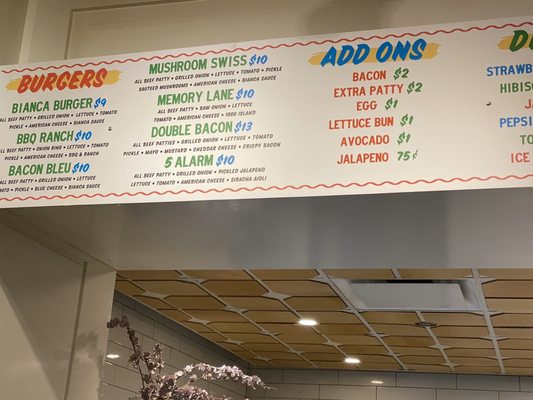 BURGERS
BIANCA BURGER $9
ALL BEEF PATTY • GRILLED ONION • LETTUCE • TOMATO
PICKLE • AMERICAN CHEESE • BIANCA SAUCE
BBQ RANCH $10
ALL BEEF PATTY • ONION RING • LETTUCE • TOMATO
PICKLE • AMERICAN CHEESE • BBQ & RANCH
BACON BLEU $10
ALL BEEF PATTY • GRILLED ONION • LETTUCE
TOMATO • PICKLE • BLUE CHEESE • BIANCA SAUCE
MUSHROOM SWISS $10
ALL BEEF PATTY • GRILLED ONION • LETTUCE • TOMATO • PICKLE
SAUTEED MUSHROOMS • AMERICAN CHEESE • BIANCA SAUCE
MEMORY LANE $10
ALL BEEF PATTY • RAW ONION • LETTUCE
TOMATO • AMERICAN CHEESE • 1000 ISLAND
DOUBLE BACON $13
ALL BEEF PATTIES • GRILLED ONION • LETTUCE • TOMATO
PICKLE • MAYO • MUSTARD • CHEDDAR CHEESE • CRISPY BACON
5 ALARM $10
ALL BEEF PATTY • GRILLED ONION • PICKLED JALAPENO
LETTUCE • TOMATO • AMERICAN CHEESE • SIRACHA AIOLI
ADD ONS
BACON $2
EXTRA PATTY $2
EGG $1
LETTUCE BUN $1
AVOCADO $1
JALAPENO 75¢
STRAWB
HIBISC
JA
PEPSI
TO
ICE